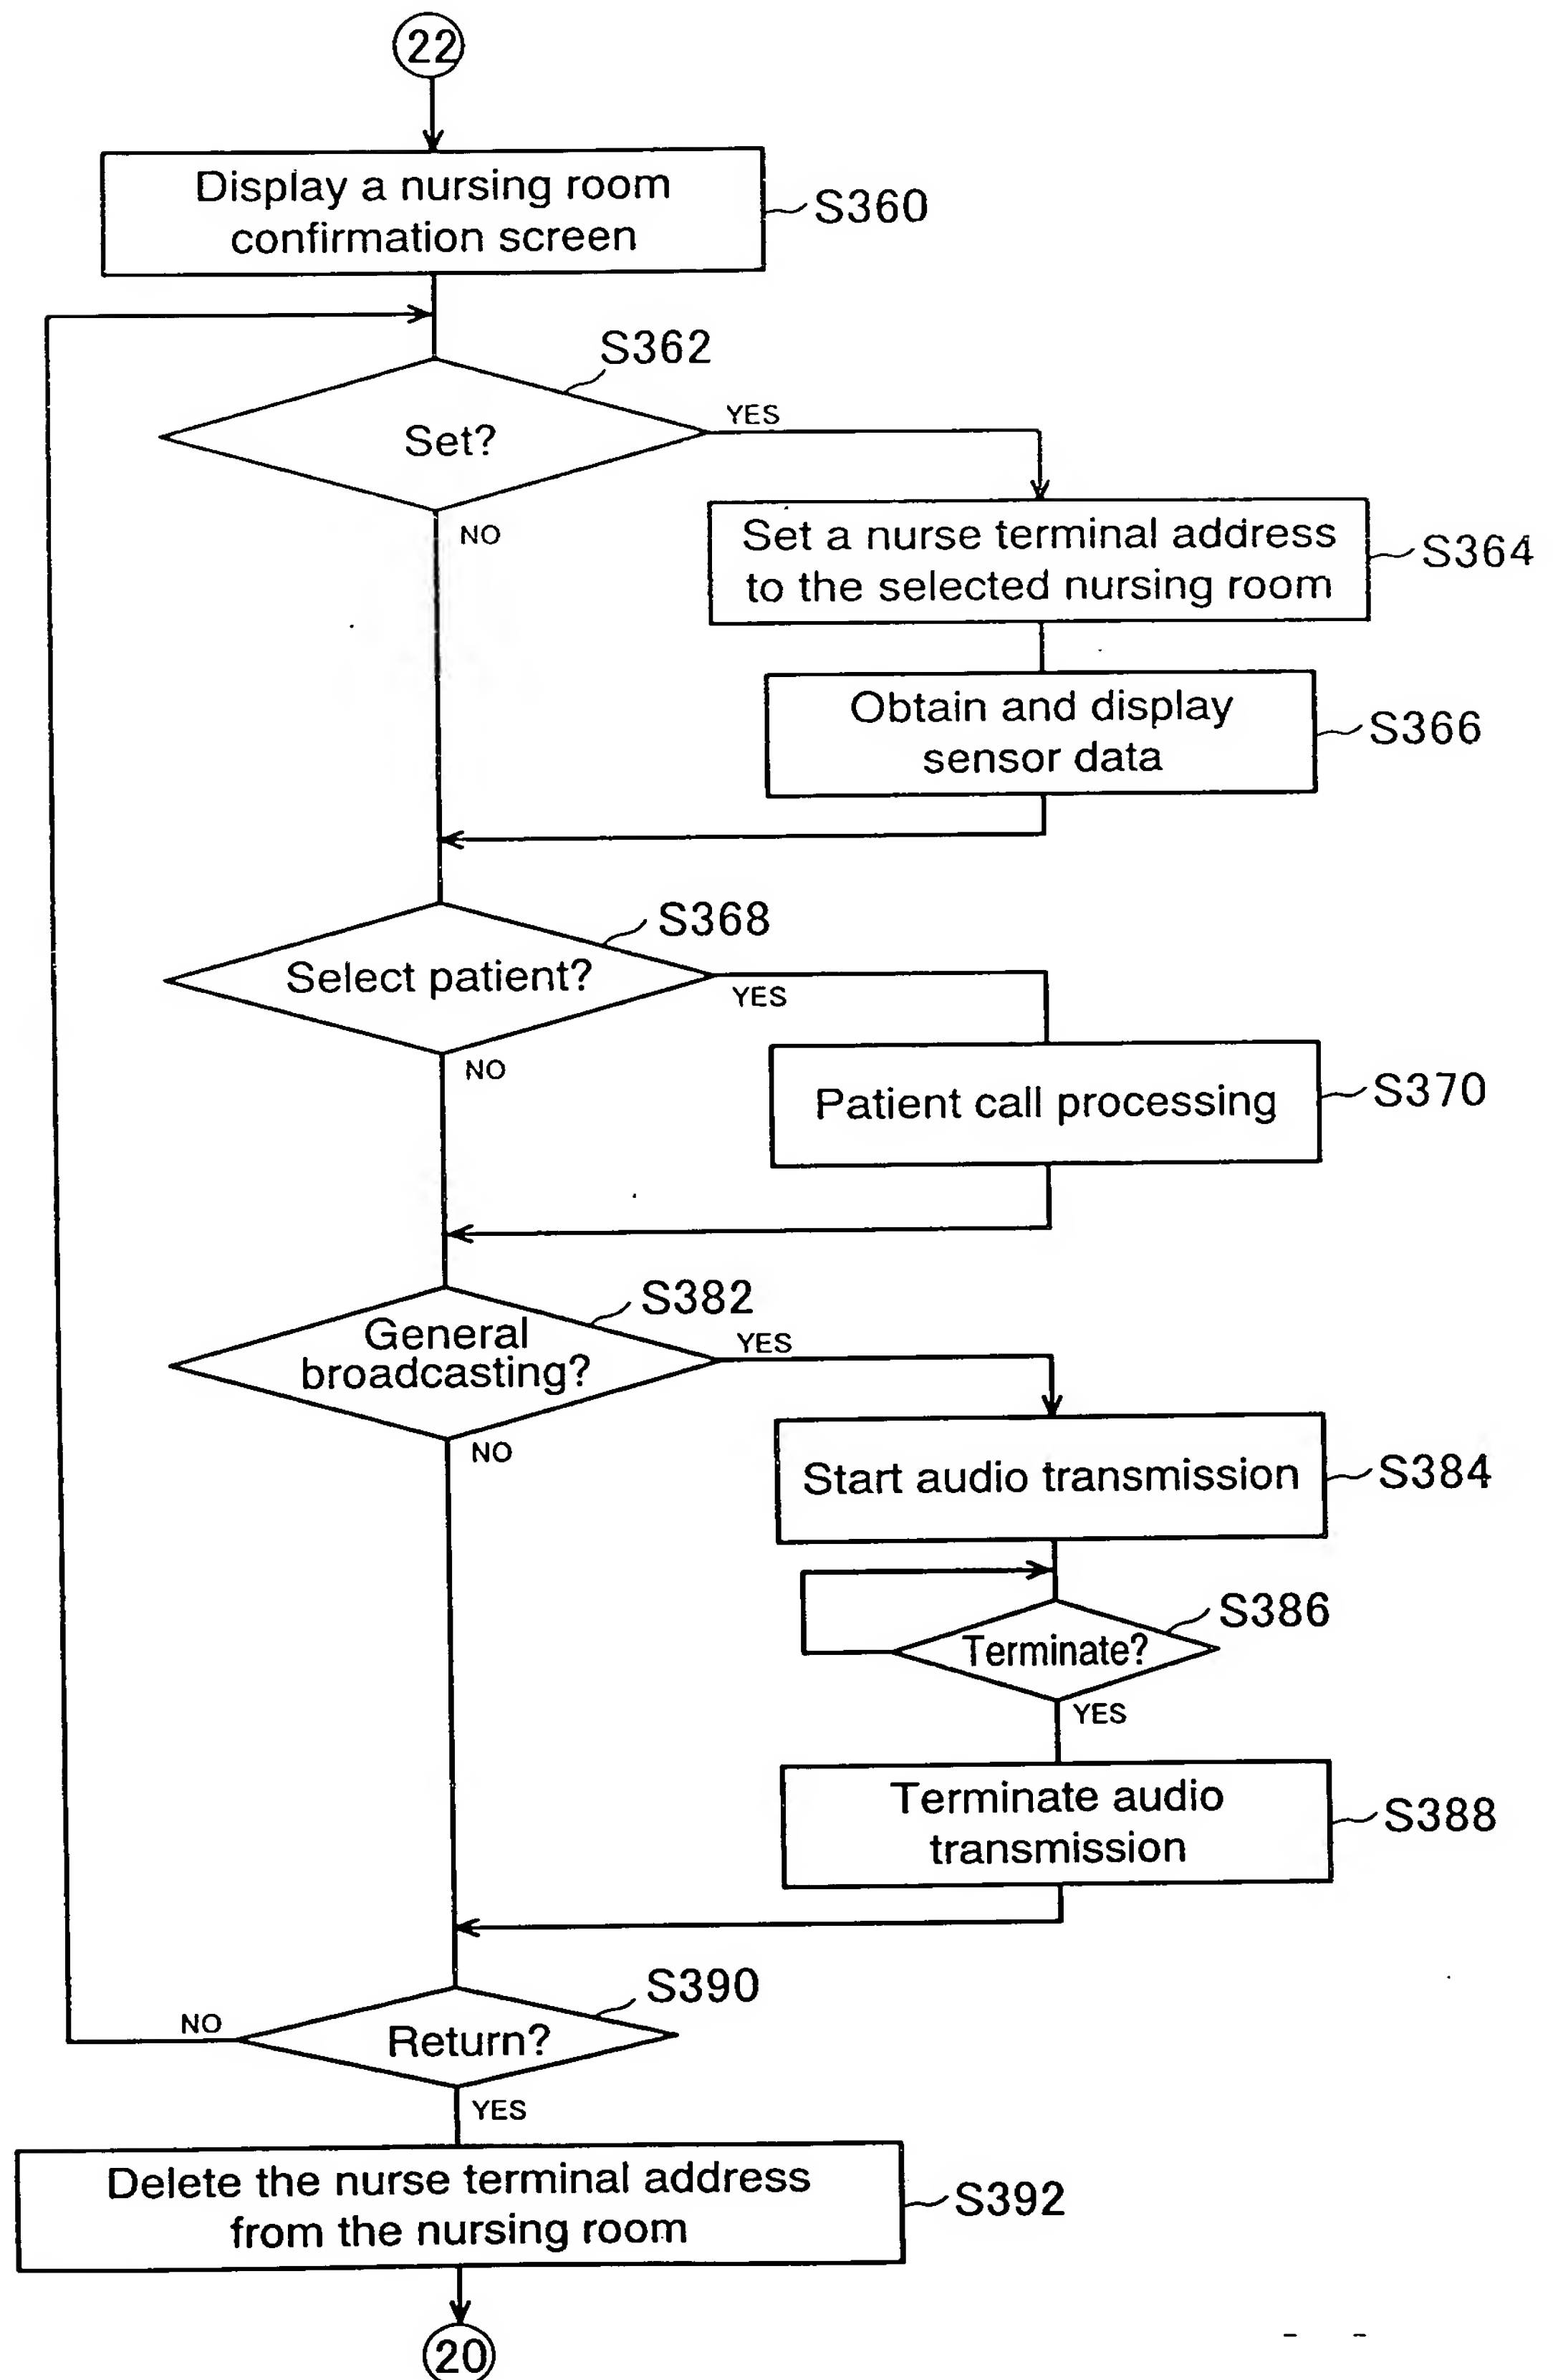 22
Display a nursing room
confirmation screen
S360
S362
Set?
YES
NO
Set a nurse terminal address
to the selected nursing room
S364
Obtain and display
sensor data
S366
S368
Select patient?
YES
NO
Patient call processing
S370
S382
General
broadcasting?
YES
NO
Start audio transmission
S384
S386
Terminate?
YES
Terminate audio
transmission
S388
S390
NO
Return?
YES
Delete the nurse terminal address
from the nursing room
S392
20